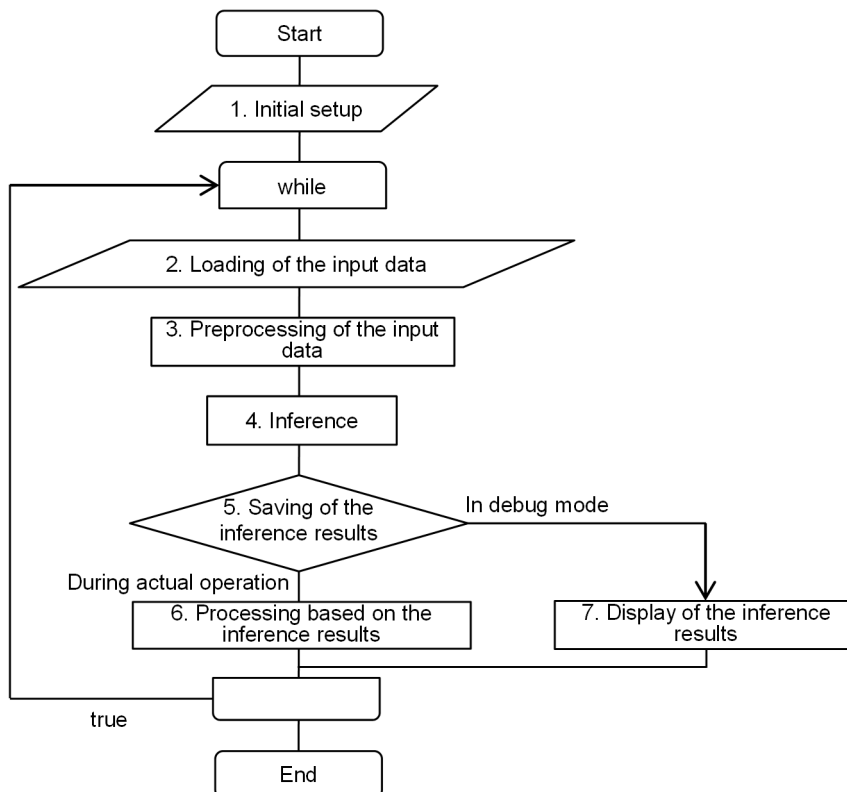 Start
1. Initial setup
while
2. Loading of the input data
3. Preprocessing of the input
data
4. Inference
5. Saving of the
inference results
In debug mode
During actual operation
6. Processing based on the
inference results
7. Display of the inference
results
true
End